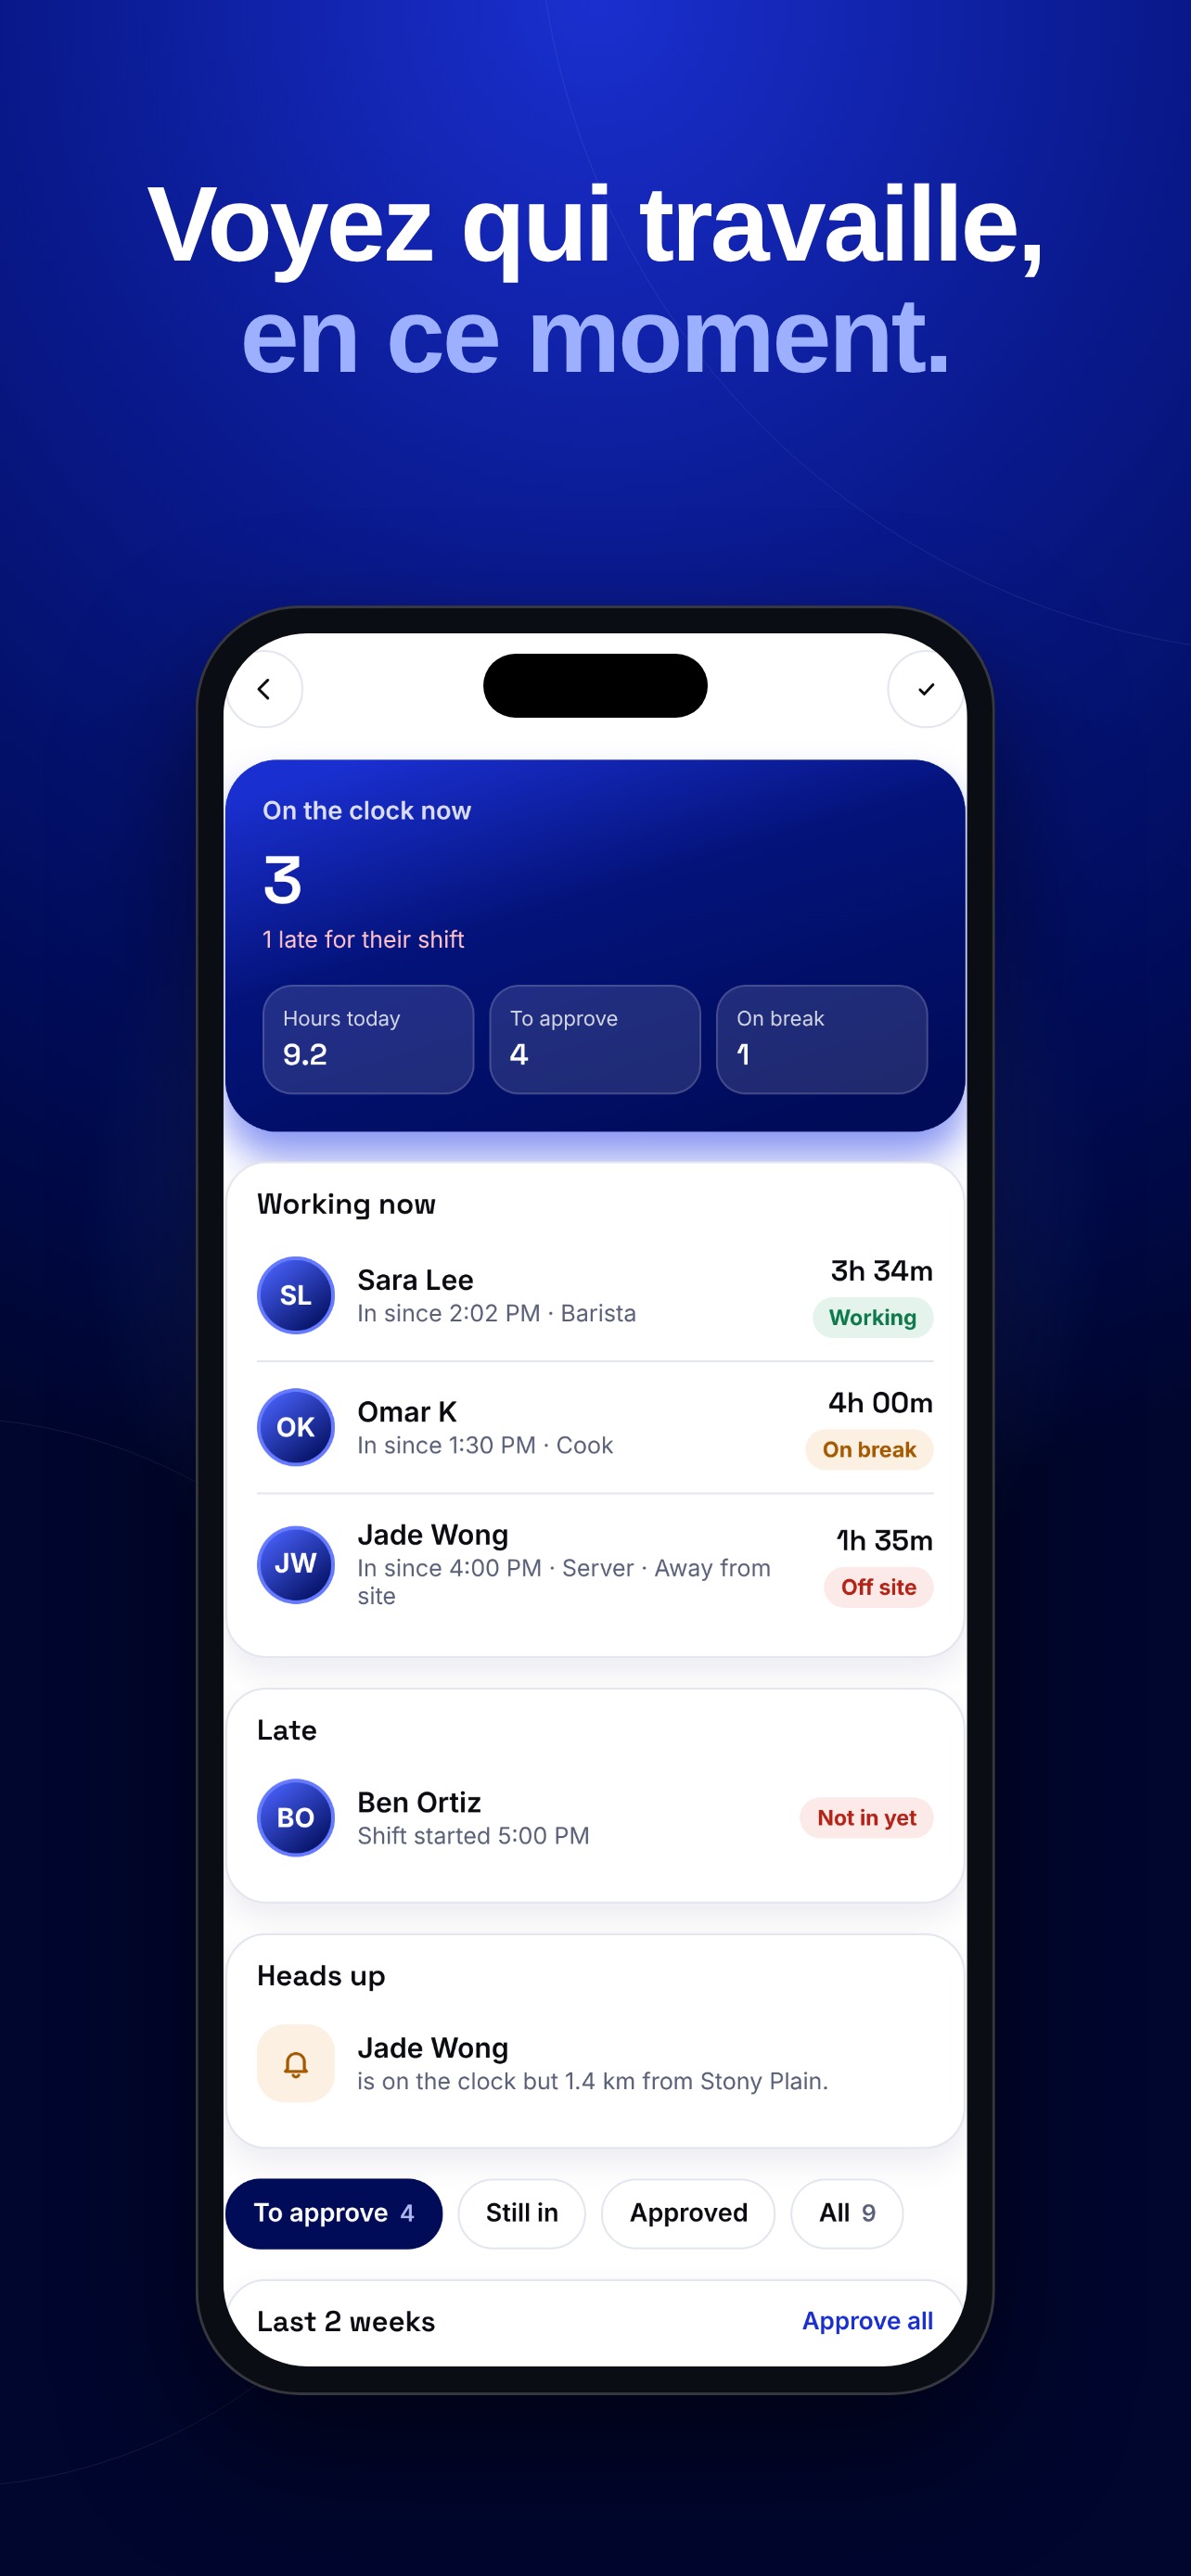 Voyez qui travaille,
en ce moment.
On the clock now
3
1 late for their shift
Hours today
9.2
To approve
4
On break
1
Working now
SL
Sara Lee
In since 2:02 PM · Barista
3h 34m
Working
OK
Omar K
In since 1:30 PM · Cook
4h 00m
On break
JW
Jade Wong
In since 4:00 PM · Server · Away from
site
1h 35m
Off site
Late
BO
Ben Ortiz
Shift started 5:00 PM
Not in yet
Heads up
Jade Wong
is on the clock but 1.4 km from Stony Plain.
To approve 4
Still in
Approved
All 9
Last 2 weeks
Approve all